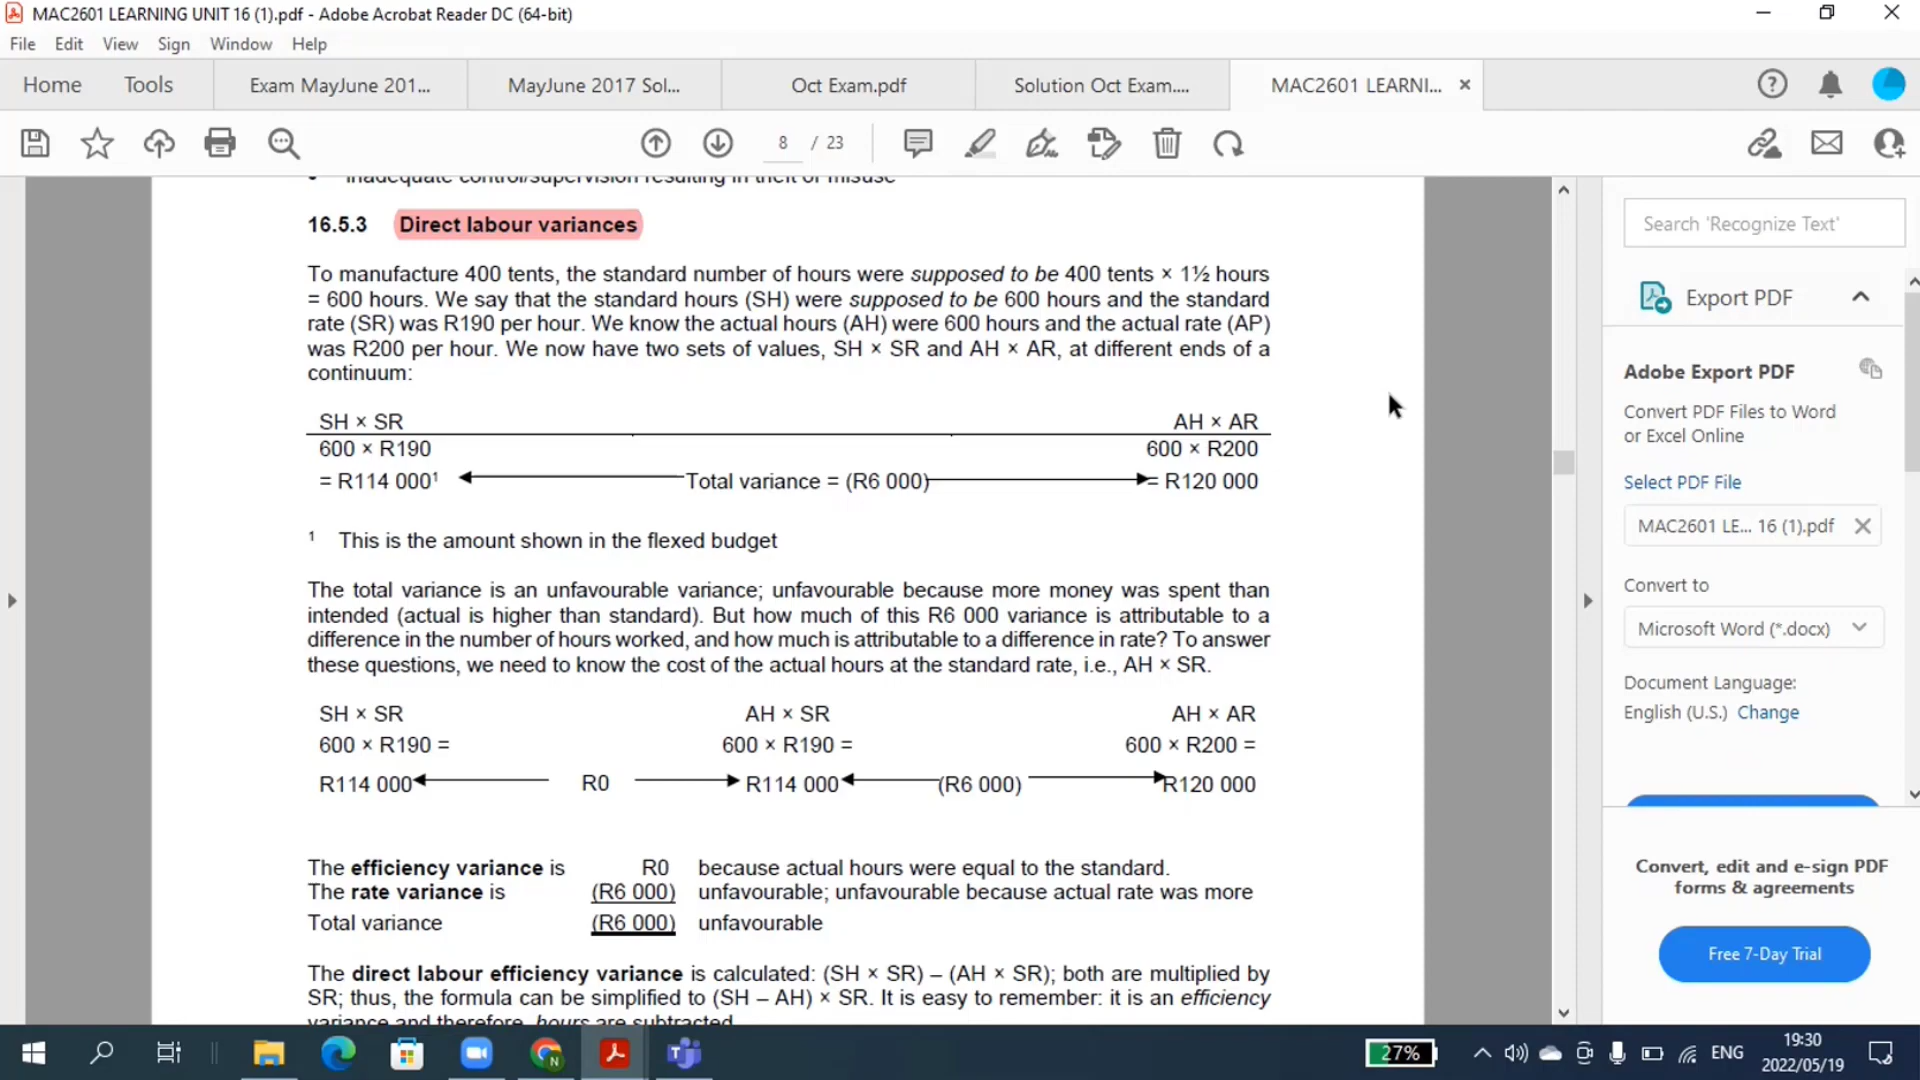 MAC2601 LEARNING UNIT 16 (1).pdf - Adobe Acrobat Reader DC (64-bit)
File Edit View Sign Window Help
Home Tools Exam MayJune 201... MayJune 2017 Sol... Oct Exam.pdf Solution Oct Exam.... MAC2601 LEARNI... ×
8 / 23
inadequate control/supervision resulting in theft or misuse
16.5.3 Direct labour variances
To manufacture 400 tents, the standard number of hours were supposed to be 400 tents × 1½ hours
= 600 hours. We say that the standard hours (SH) were supposed to be 600 hours and the standard
rate (SR) was R190 per hour. We know the actual hours (AH) were 600 hours and the actual rate (AP)
was R200 per hour. We now have two sets of values, SH × SR and AH × AR, at different ends of a
continuum:
SH × SR AH × AR
600 × R190 600 × R200
= R114 000¹ Total variance = (R6 000) = R120 000
¹ This is the amount shown in the flexed budget
The total variance is an unfavourable variance; unfavourable because more money was spent than
intended (actual is higher than standard). But how much of this R6 000 variance is attributable to a
difference in the number of hours worked, and how much is attributable to a difference in rate? To answer
these questions, we need to know the cost of the actual hours at the standard rate, i.e., AH × SR.
SH × SR AH × SR AH × AR
600 × R190 = 600 × R190 = 600 × R200 =
R114 000 R0 R114 000 (R6 000) R120 000
The efficiency variance is R0 because actual hours were equal to the standard.
The rate variance is (R6 000) unfavourable; unfavourable because actual rate was more
Total variance (R6 000) unfavourable
The direct labour efficiency variance is calculated: (SH × SR) – (AH × SR); both are multiplied by
SR; thus, the formula can be simplified to (SH – AH) × SR. It is easy to remember: it is an efficiency
variance and therefore, hours are subtracted
Search 'Recognize Text'
Export PDF
Adobe Export PDF
Convert PDF Files to Word
or Excel Online
Select PDF File
MAC2601 LE... 16 (1).pdf
Convert to
Microsoft Word (*.docx)
Document Language:
English (U.S.) Change
Convert, edit and e-sign PDF
forms & agreements
Free 7-Day Trial
27% ENG 19:30
2022/05/19